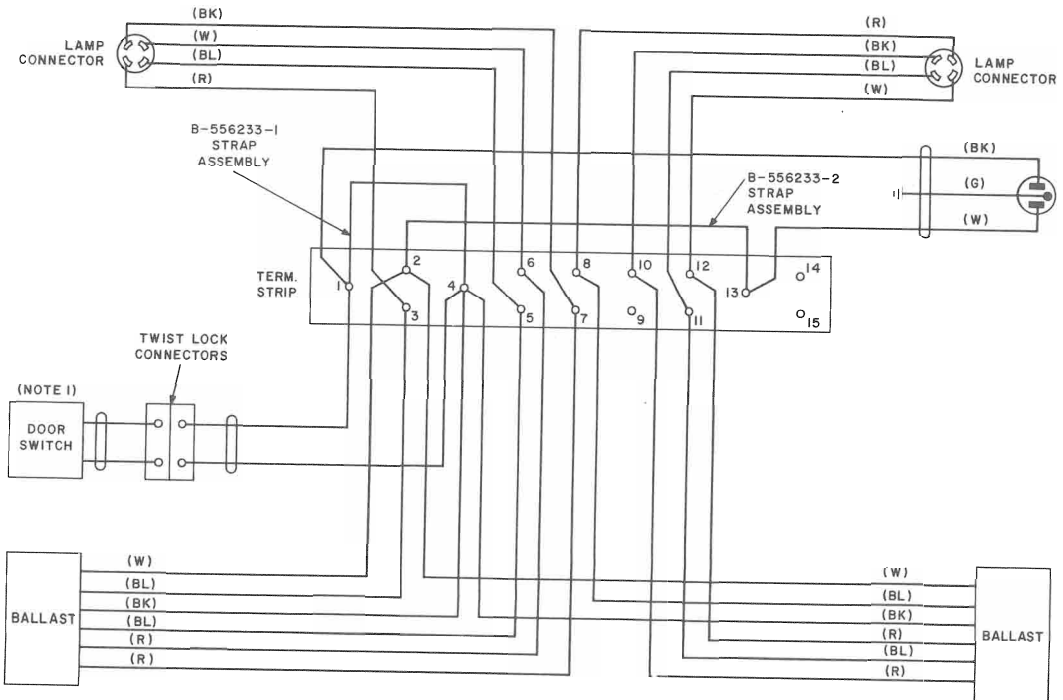 (BK)
(W)
(BL)
(R)
LAMP
CONNECTOR
(R)
(BK)
(BL)
(W)
LAMP
CONNECTOR
B-556233-1
STRAP
ASSEMBLY
B-556233-2
STRAP
ASSEMBLY
(BK)
(G)
(W)
TERM.
STRIP
1
2
3
4
5
6
7
8
9
10
11
12
13
14
15
TWIST LOCK
CONNECTORS
(NOTE 1)
DOOR
SWITCH
BALLAST
(W)
(BL)
(BK)
(BL)
(R)
(R)
(W)
(BL)
(BK)
(R)
(BL)
(R)
BALLAST